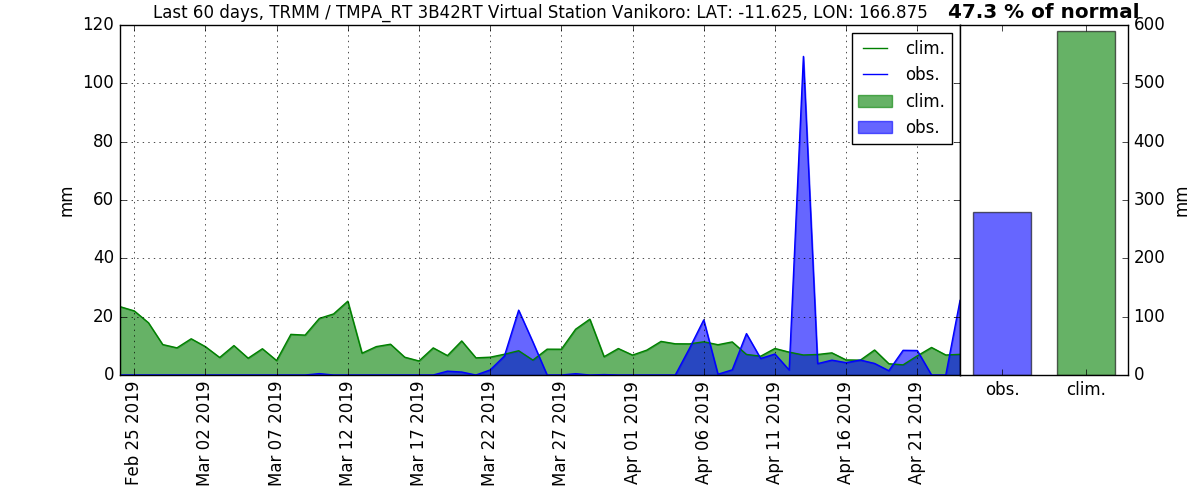 Last 60 days, TRMM / TMPA_RT 3B42RT Virtual Station Vanikoro: LAT: -11.625, LON: 166.875
47.3 % of normal
120
100
80
60
40
20
0
mm
clim.
obs.
clim.
obs.
600
500
400
300
200
100
0
mm
Feb 25 2019
Mar 02 2019
Mar 07 2019
Mar 12 2019
Mar 17 2019
Mar 22 2019
Mar 27 2019
Apr 01 2019
Apr 06 2019
Apr 11 2019
Apr 16 2019
Apr 21 2019
obs.
clim.